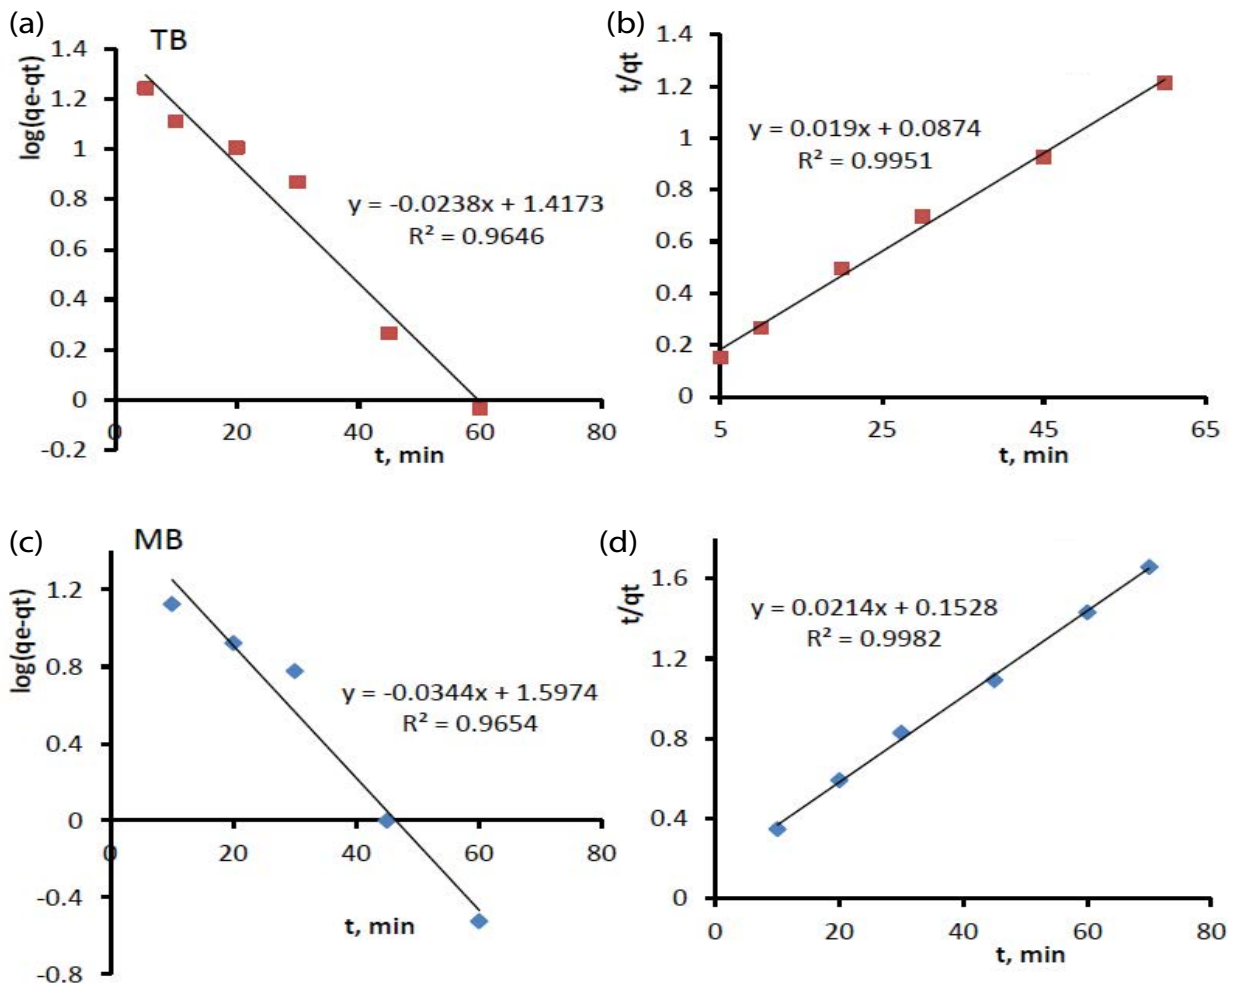 (a)
TB
log(qe-qt)
1.4
1.2
1
0.8
0.6
0.4
0.2
0
-0.2
y = -0.0238x + 1.4173
R² = 0.9646
0 20 40 60 80
t, min
(b)
t/qt
1.4
1.2
1
0.8
0.6
0.4
0.2
0
y = 0.019x + 0.0874
R² = 0.9951
5 25 45 65
t, min
(c)
MB
log(qe-qt)
1.2
0.8
0.4
0
-0.4
-0.8
y = -0.0344x + 1.5974
R² = 0.9654
0 20 40 60 80
t, min
(d)
t/qt
1.6
1.2
0.8
0.4
0
y = 0.0214x + 0.1528
R² = 0.9982
0 20 40 60 80
t, min